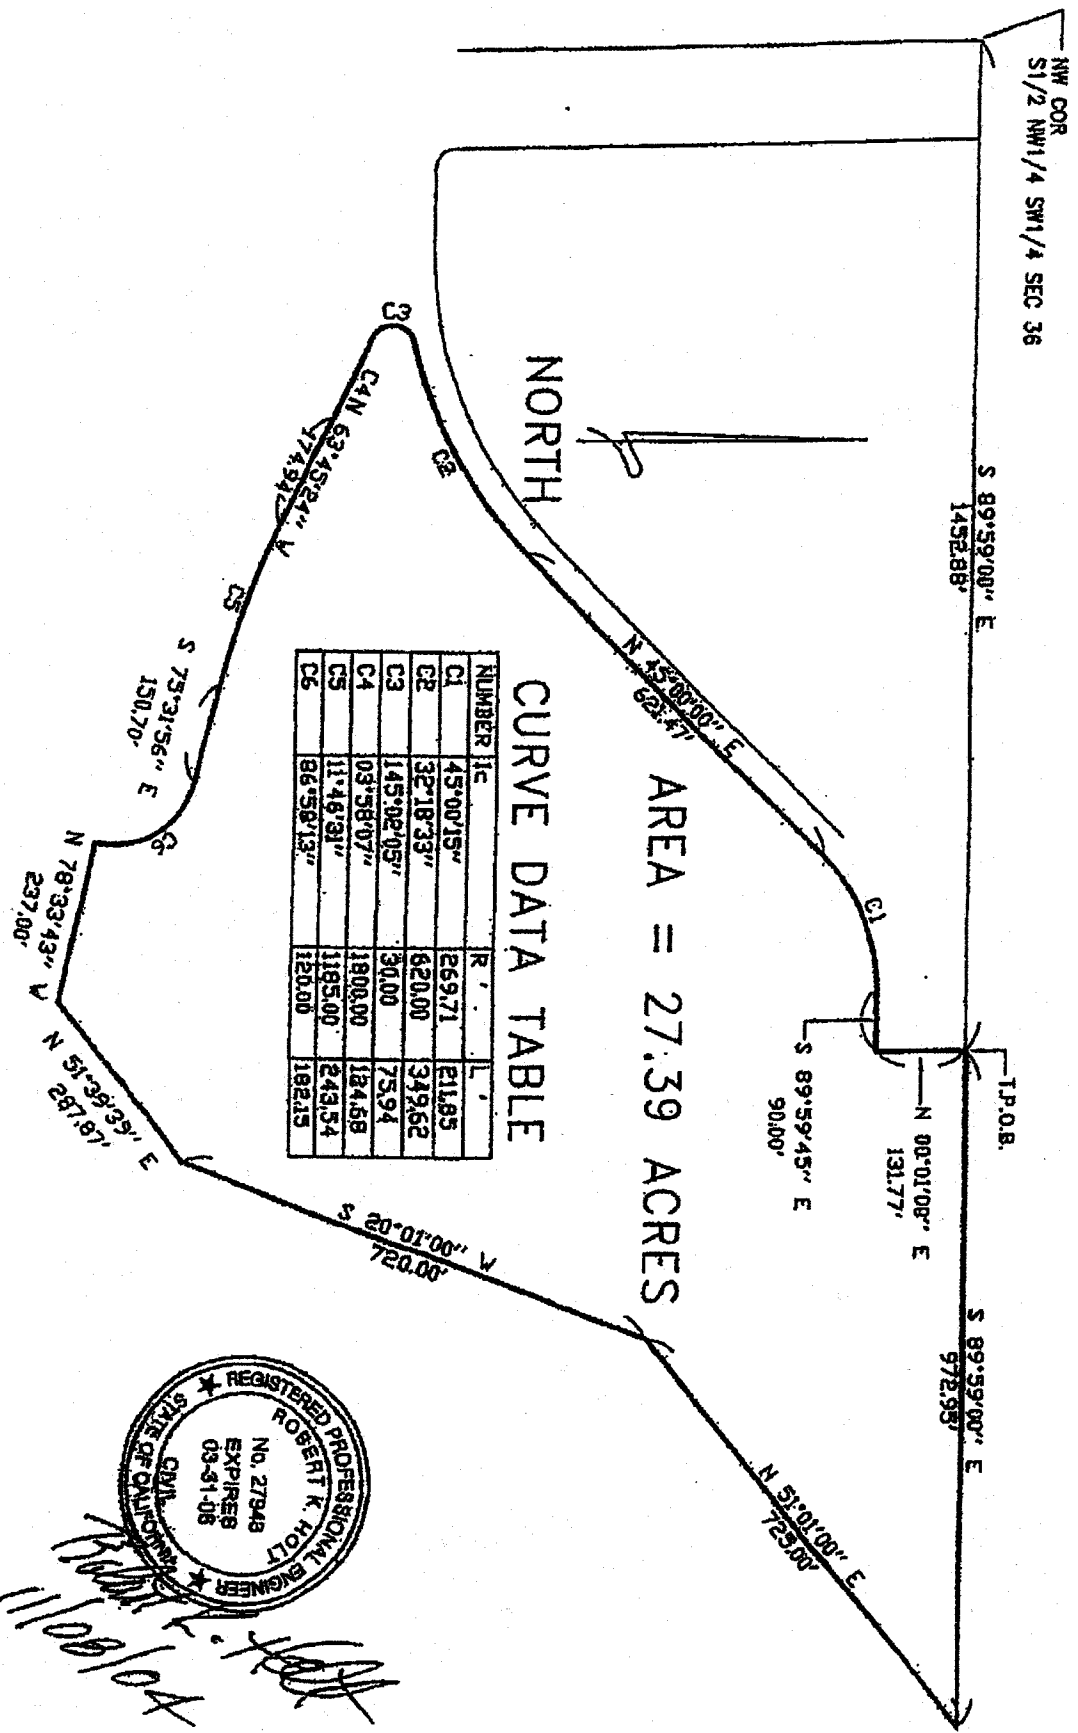 NW COR
S1/2 NW1/4 SW1/4 SEC 36
S 89°59'00" E
1452.88'
T.P.O.B.
S 89°59'00" E
972.95'
N 00°01'00" E
131.77'
S 89°59'45" E
90.00'
C1
N 45°00'00" E
621.47'
NORTH
C2
C3
C4
N 63°45'24" W
174.94'
C5
S 75°31'56" E
150.70'
C6
N 78°33'43" W
237.00'
N 51°39'39" E
287.87'
S 20°01'00" W
720.00'
N 51°01'00" E
725.00'
AREA = 27.39 ACRES
CURVE DATA TABLE
NUMBER R ' L '
C1 45°00'15" 269.71 211.85
C2 32°18'33" 620.00 349.62
C3 145°02'05" 30.00 75.94
C4 03°58'07" 1800.00 124.68
C5 11°46'31" 1185.00 243.54
C6 86°58'13" 120.00 182.15
REGISTERED PROFESSIONAL ENGINEER
ROBERT K. HOLT
No. 27948
EXPIRES
03-31-06
CIVIL
STATE OF CALIFORNIA
Robert K. Holt
11/08/04